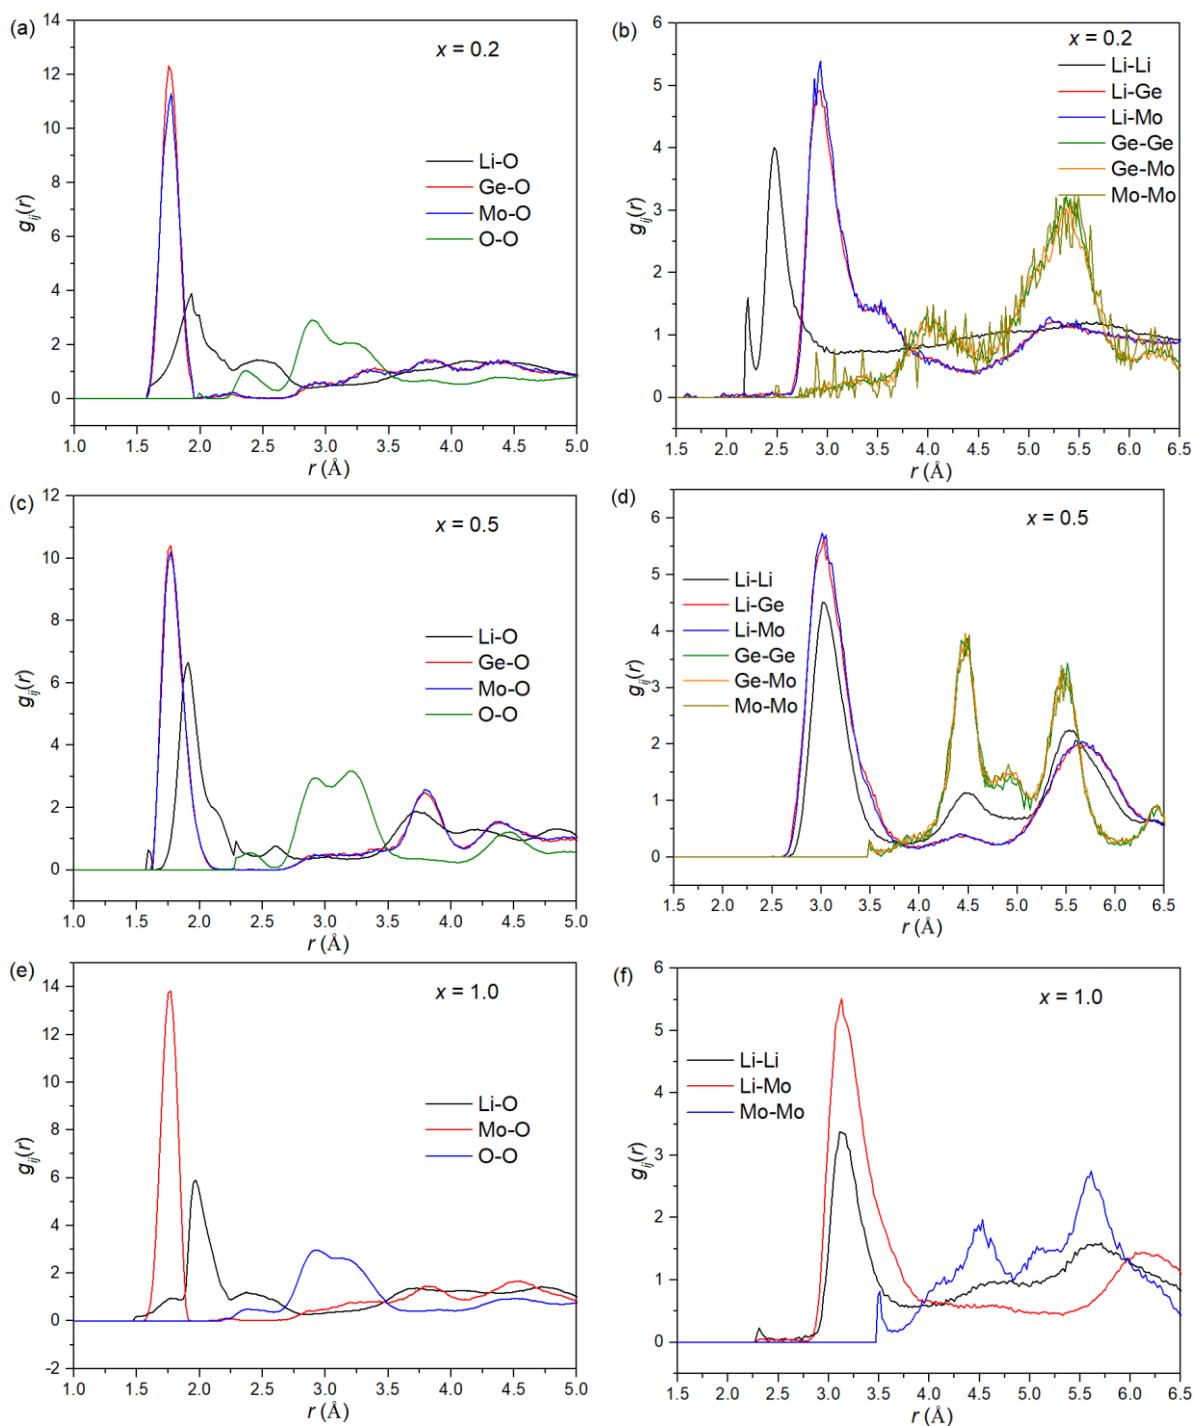 (a)
x = 0.2
14
12
10
8
6
4
2
0
g_ij(r)
Li-O
Ge-O
Mo-O
O-O
1.0 1.5 2.0 2.5 3.0 3.5 4.0 4.5 5.0
r (Å)
(b)
x = 0.2
6
5
4
3
2
1
0
g_ij(r)
Li-Li
Li-Ge
Li-Mo
Ge-Ge
Ge-Mo
Mo-Mo
1.5 2.0 2.5 3.0 3.5 4.0 4.5 5.0 5.5 6.0 6.5
r (Å)
(c)
x = 0.5
12
10
8
6
4
2
0
g_ij(r)
Li-O
Ge-O
Mo-O
O-O
1.0 1.5 2.0 2.5 3.0 3.5 4.0 4.5 5.0
r (Å)
(d)
x = 0.5
6
5
4
3
2
1
0
g_ij(r)
Li-Li
Li-Ge
Li-Mo
Ge-Ge
Ge-Mo
Mo-Mo
1.5 2.0 2.5 3.0 3.5 4.0 4.5 5.0 5.5 6.0 6.5
r (Å)
(e)
x = 1.0
14
12
10
8
6
4
2
0
-2
g_ij(r)
Li-O
Mo-O
O-O
1.0 1.5 2.0 2.5 3.0 3.5 4.0 4.5 5.0
r (Å)
(f)
x = 1.0
6
5
4
3
2
1
0
g_ij(r)
Li-Li
Li-Mo
Mo-Mo
1.5 2.0 2.5 3.0 3.5 4.0 4.5 5.0 5.5 6.0 6.5
r (Å)